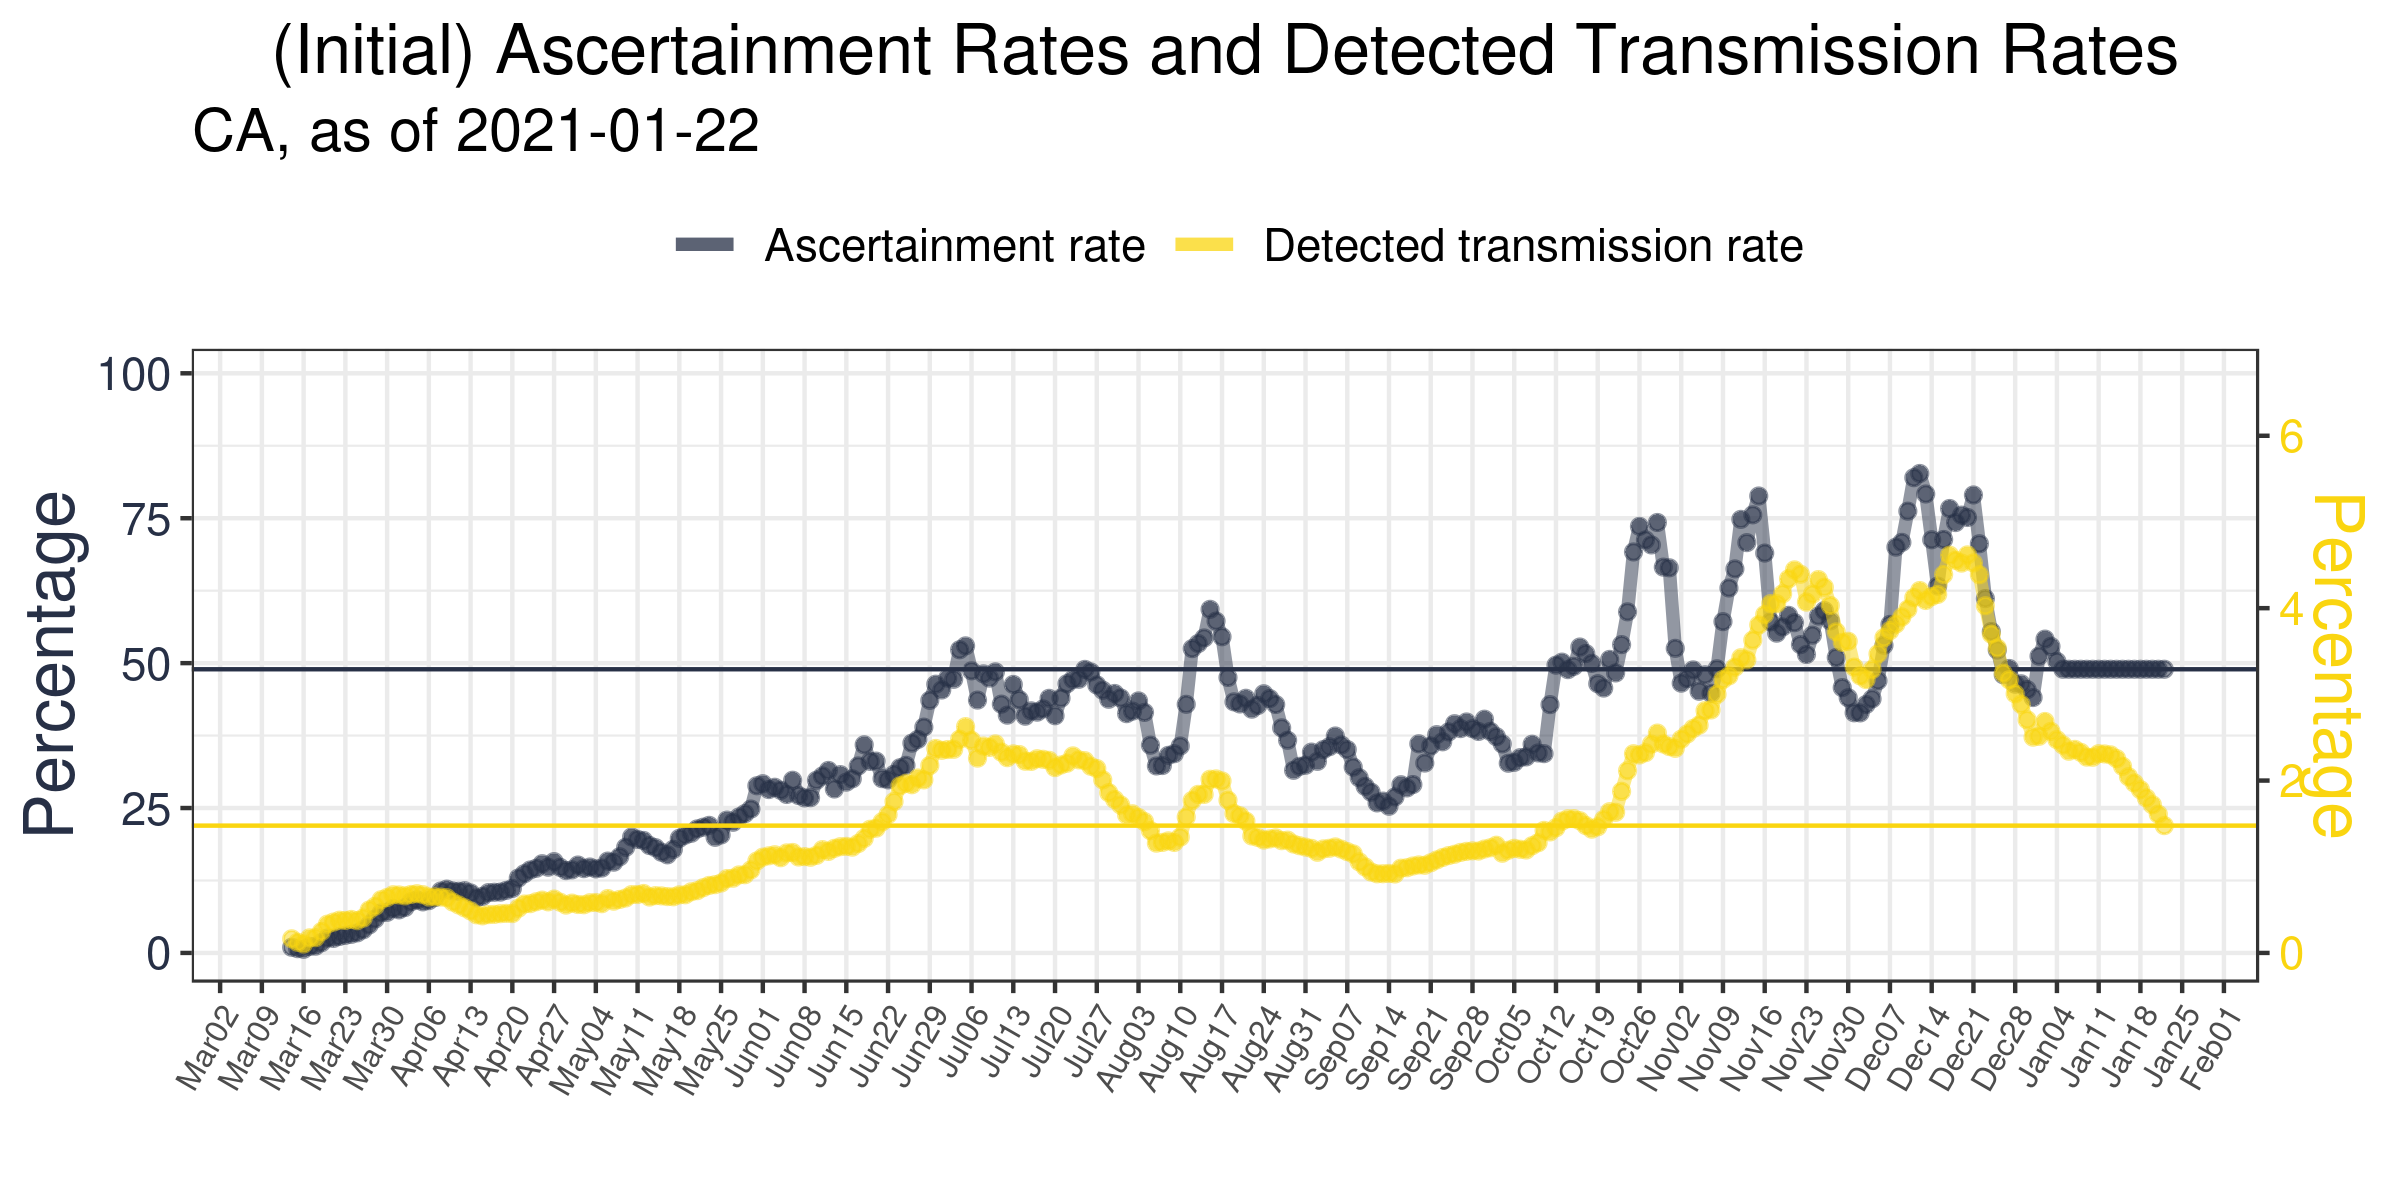 (Initial) Ascertainment Rates and Detected Transmission Rates
CA, as of 2021-01-22
Ascertainment rate
Detected transmission rate
Percentage
100
75
50
25
0
6
4
2
0
Percentage
Mar02
Mar09
Mar16
Mar23
Mar30
Apr06
Apr13
Apr20
Apr27
May04
May11
May18
May25
Jun01
Jun08
Jun15
Jun22
Jun29
Jul06
Jul13
Jul20
Jul27
Aug03
Aug10
Aug17
Aug24
Aug31
Sep07
Sep14
Sep21
Sep28
Oct05
Oct12
Oct19
Oct26
Nov02
Nov09
Nov16
Nov23
Nov30
Dec07
Dec14
Dec21
Dec28
Jan04
Jan11
Jan18
Jan25
Feb01